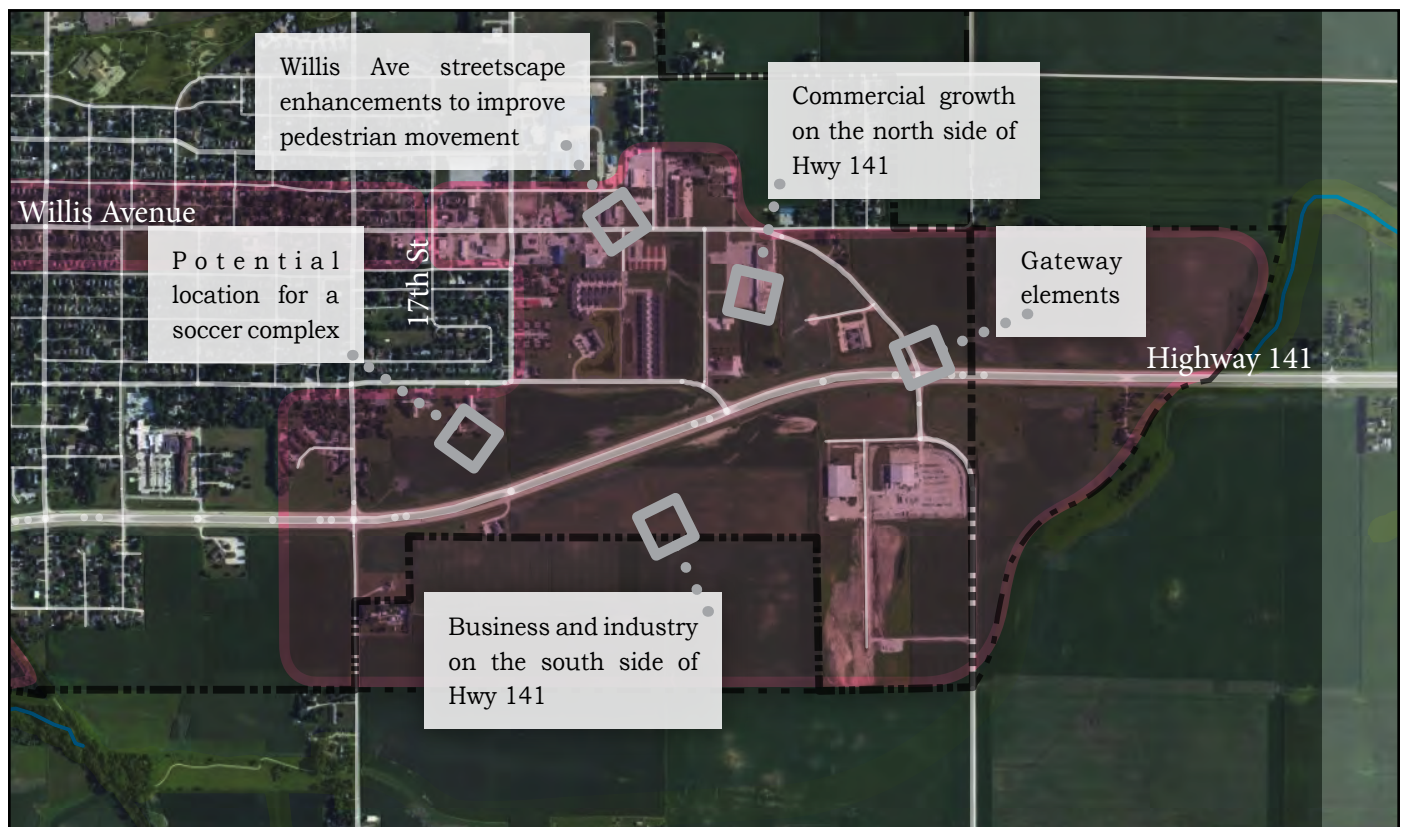 Willis Ave streetscape
enhancements to improve
pedestrian movement
Commercial growth
on the north side of
Hwy 141
Willis Avenue
Potential
location for a
soccer complex
17th St
Gateway
elements
Highway 141
Business and industry
on the south side of
Hwy 141